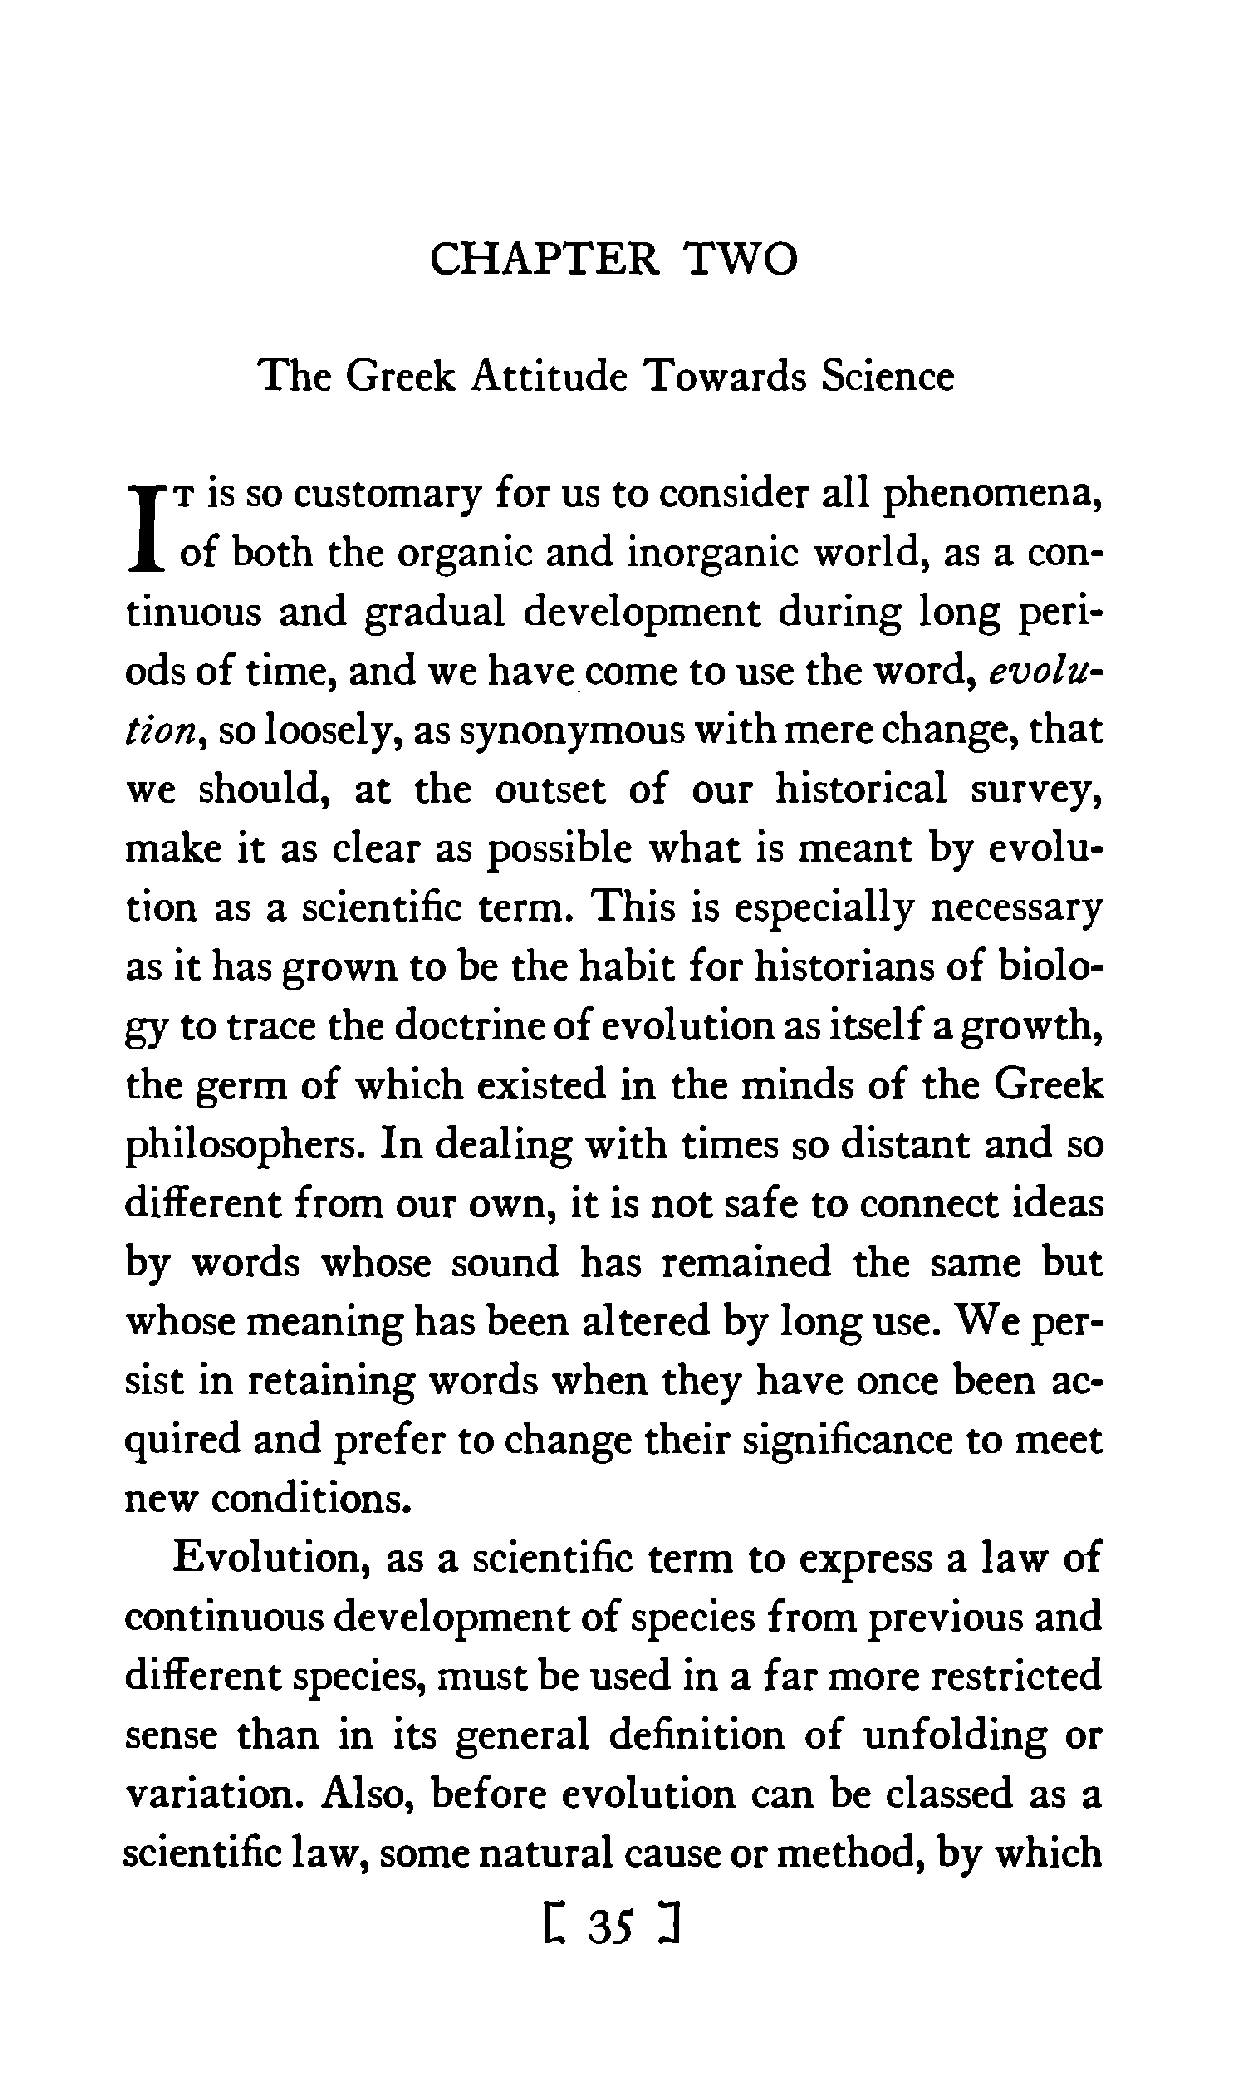 CHAPTER TWO
The Greek Attitude Towards Science
IT is so customary for us to consider all phenomena,
of both the organic and inorganic world, as a con-
tinuous and gradual development during long peri-
ods of time, and we have come to use the word, evolu-
tion, so loosely, as synonymous with mere change, that
we should, at the outset of our historical survey,
make it as clear as possible what is meant by evolu-
tion as a scientific term. This is especially necessary
as it has grown to be the habit for historians of biolo-
gy to trace the doctrine of evolution as itself a growth,
the germ of which existed in the minds of the Greek
philosophers. In dealing with times so distant and so
different from our own, it is not safe to connect ideas
by words whose sound has remained the same but
whose meaning has been altered by long use. We per-
sist in retaining words when they have once been ac-
quired and prefer to change their significance to meet
new conditions.
Evolution, as a scientific term to express a law of
continuous development of species from previous and
different species, must be used in a far more restricted
sense than in its general definition of unfolding or
variation. Also, before evolution can be classed as a
scientific law, some natural cause or method, by which
[ 35 ]